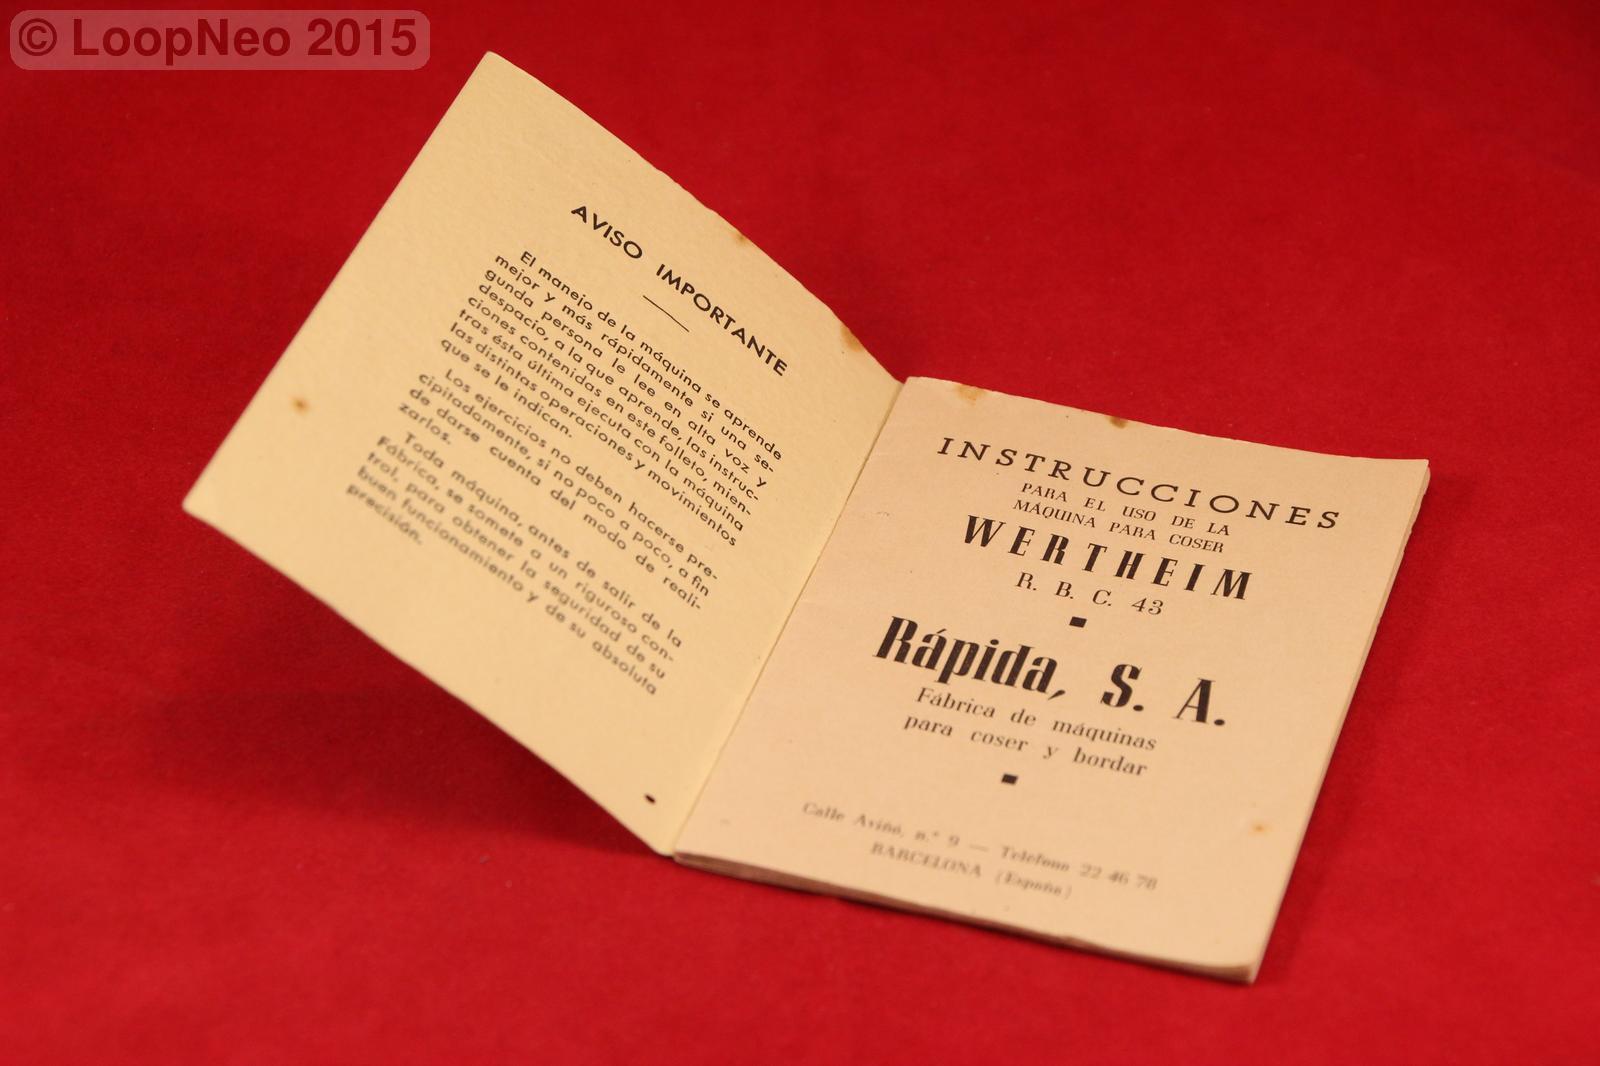 © LoopNeo 2015
AVISO IMPORTANTE
El manejo de la máquina se aprende
mejor y más rápidamente si una se-
gunda persona le lee en alta voz y
despacio, a la que aprende, las instruc-
ciones contenidas en este folleto, mien-
tras ésta última ejecuta con la máquina
las distintas operaciones y movimientos
que se le indican.
Los ejercicios no deben hacerse pre-
cipitadamente, si no poco a poco, a fin
de darse cuenta del modo de reali-
zarlos.
Toda máquina, antes de salir de la
Fábrica, se somete a un riguroso con-
trol, para obtener la seguridad de su
buen funcionamiento y de su absoluta
precisión.
INSTRUCCIONES
PARA EL USO DE LA
MÁQUINA PARA COSER
WERTHEIM
R. B. C. 43
Rápida, S. A.
Fábrica de máquinas
para coser y bordar
Calle Aviñó, n.º 9 — Teléfono 22 46 78
BARCELONA (España)